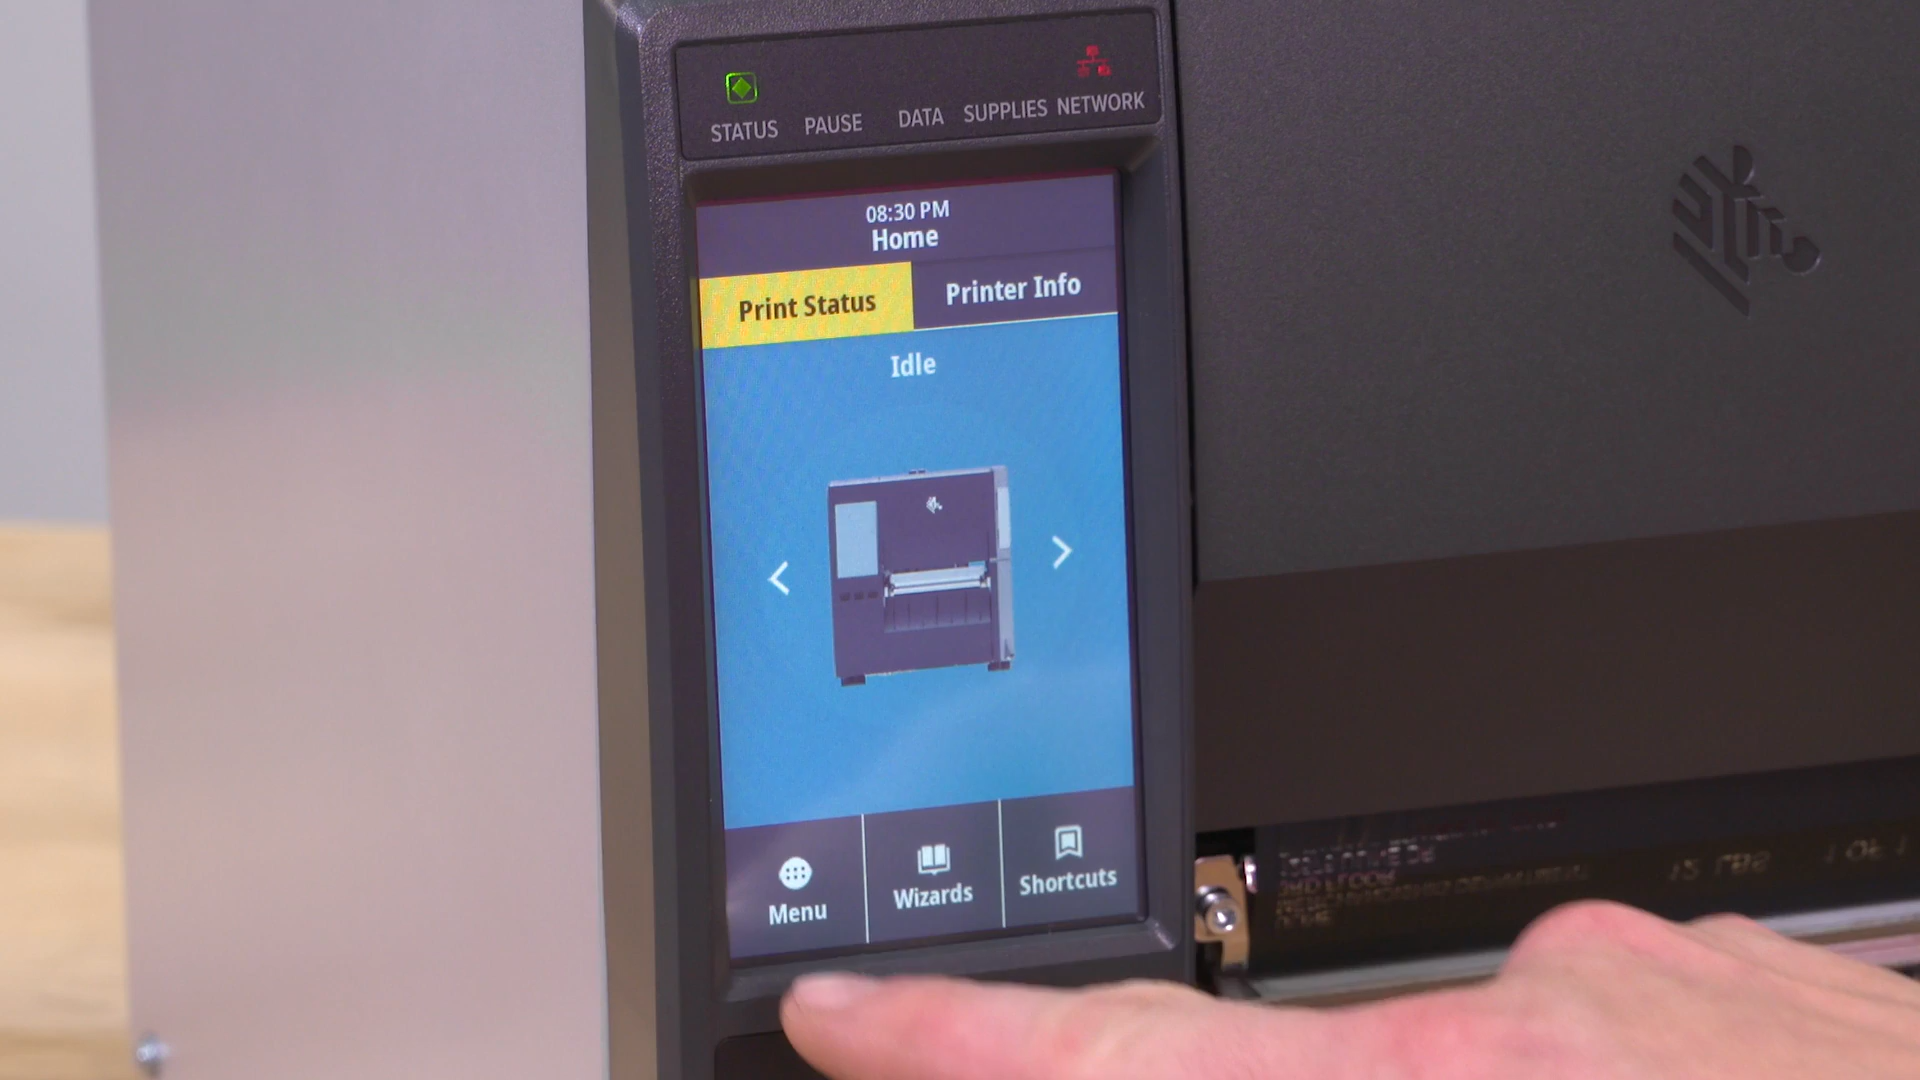 STATUS PAUSE DATA SUPPLIES NETWORK
08:30 PM
Home
Print Status Printer Info
Idle
Menu Wizards Shortcuts